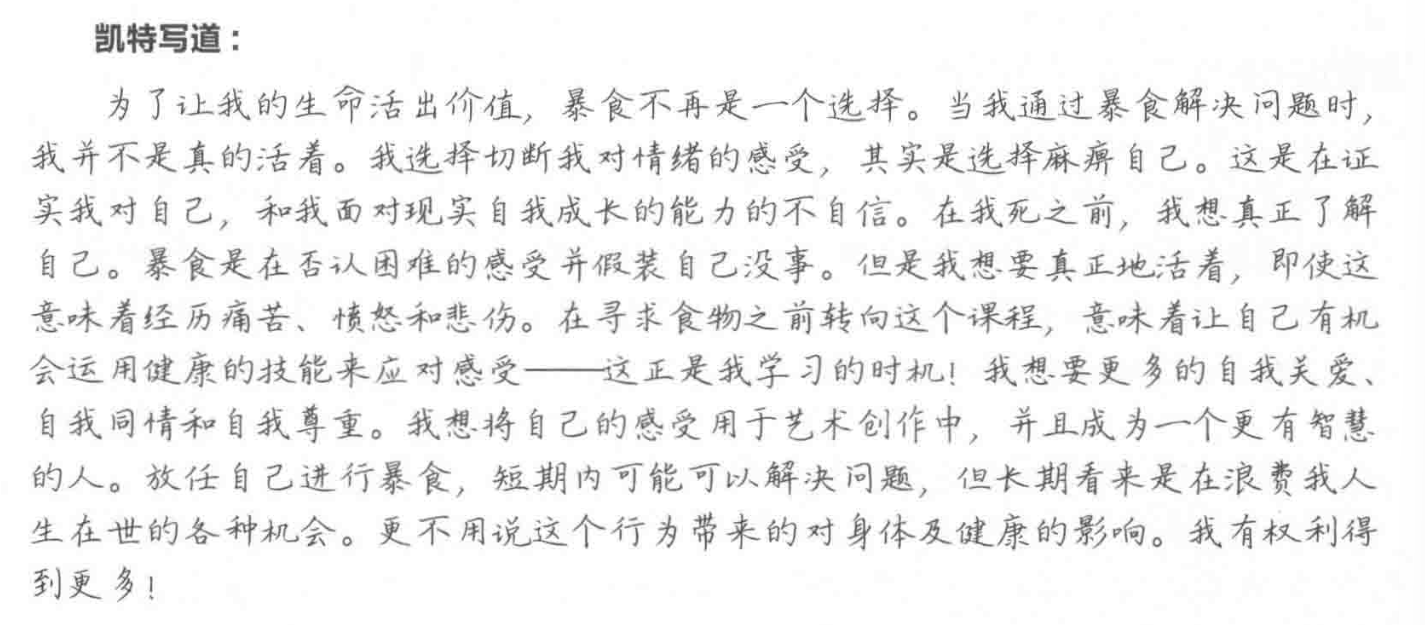 凯特写道：
为了让我的生命活出价值，暴食不再是一个选择。当我通过暴食解决问题时，
我并不是真的活着。我选择切断我对情绪的感受，其实是选择麻痹自己。这是在证
实我对自己，和我面对现实自我成长的能力的不自信。在我死之前，我想真正了解
自己。暴食是在否认困难的感受并假装自己没事。但是我想要真正地活着，即使这
意味着经历痛苦、愤怒和悲伤。在寻求食物之前转向这个课程，意味着让自己有机
会运用健康的技能来应对感受——这正是我学习的时机！我想要更多的自我关爱、
自我同情和自我尊重。我想将自己的感受用于艺术创作中，并且成为一个更有智慧
的人。放任自己进行暴食，短期内可能可以解决问题，但长期看来是在浪费我人
生在世的各种机会。更不用说这个行为带来的对身体及健康的影响。我有权利得
到更多！